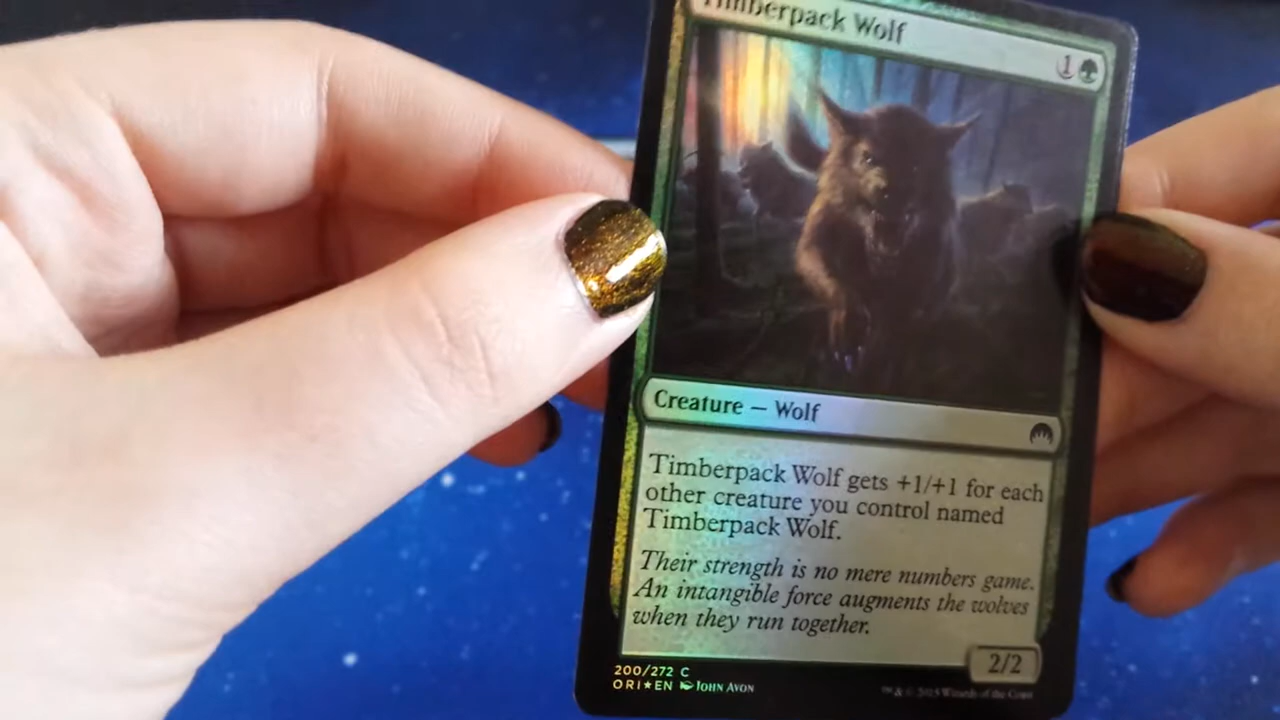 Timberpack Wolf
1
Creature — Wolf
Timberpack Wolf gets +1/+1 for each
other creature you control named
Timberpack Wolf.
Their strength is no mere numbers game.
An intangible force augments the wolves
when they run together.
2/2
200/272 C
ORI★EN John Avon
™ & © 2015 Wizards of the Coast